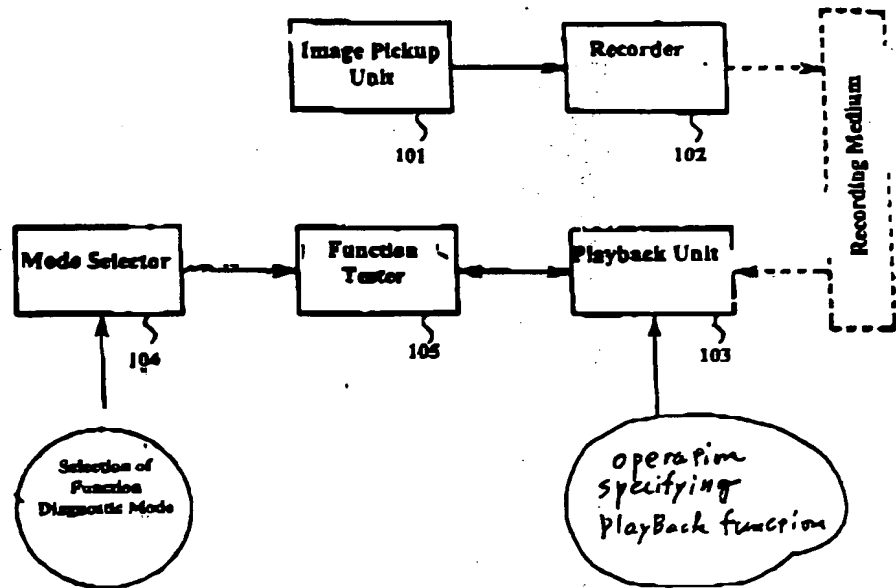 Image Pickup
Unit
101
Recorder
102
Recording Medium
Mode Selector
104
Function
Tester
105
Playback Unit
103
Selection of
Function
Diagnostic Mode
operation
specifying
PlayBack function